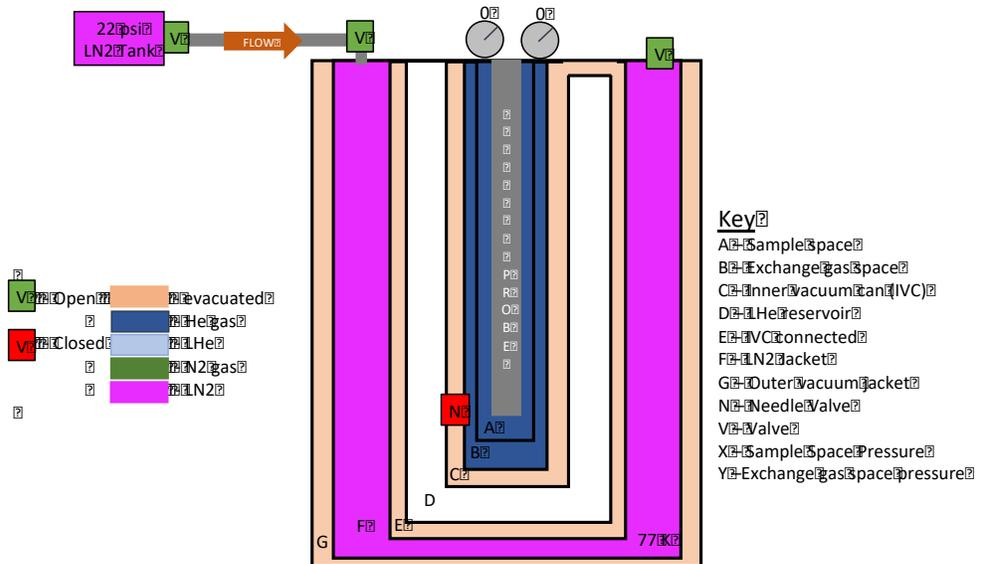 22 psi
LN2 Tank
V
FLOW
V
0
0
V
P
R
O
B
E
N
A
B
C
D
E
F
G
77 K
V - Open
V - Closed
- evacuated
- He gas
- LHe
- N2 gas
- LN2
Key
A – Sample space
B – Exchange gas space
C – Inner vacuum can (IVC)
D – LHe reservoir
E – IVC connected
F – LN2 Jacket
G – Outer vacuum jacket
N – Needle Valve
V – Valve
X – Sample Space Pressure
Y – Exchange gas space pressure